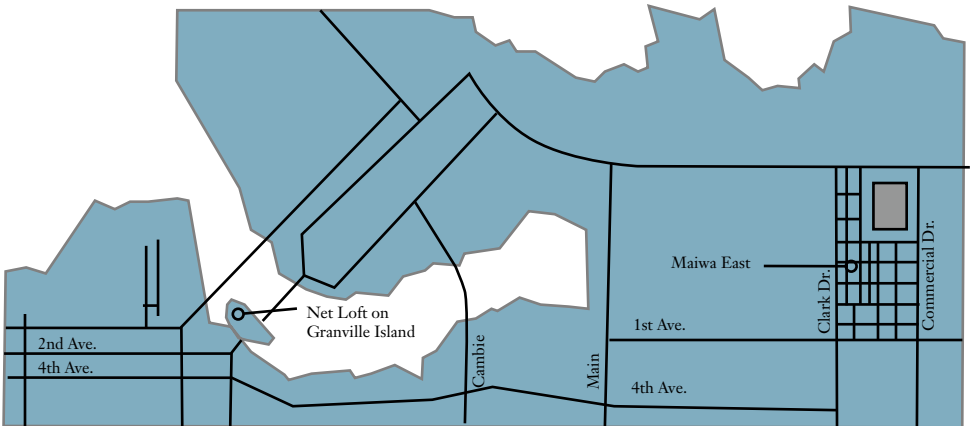 Maiwa East
Clark Dr.
Commercial Dr.
Net Loft on
Granville Island
1st Ave.
2nd Ave.
4th Ave.
Cambie
Main
4th Ave.